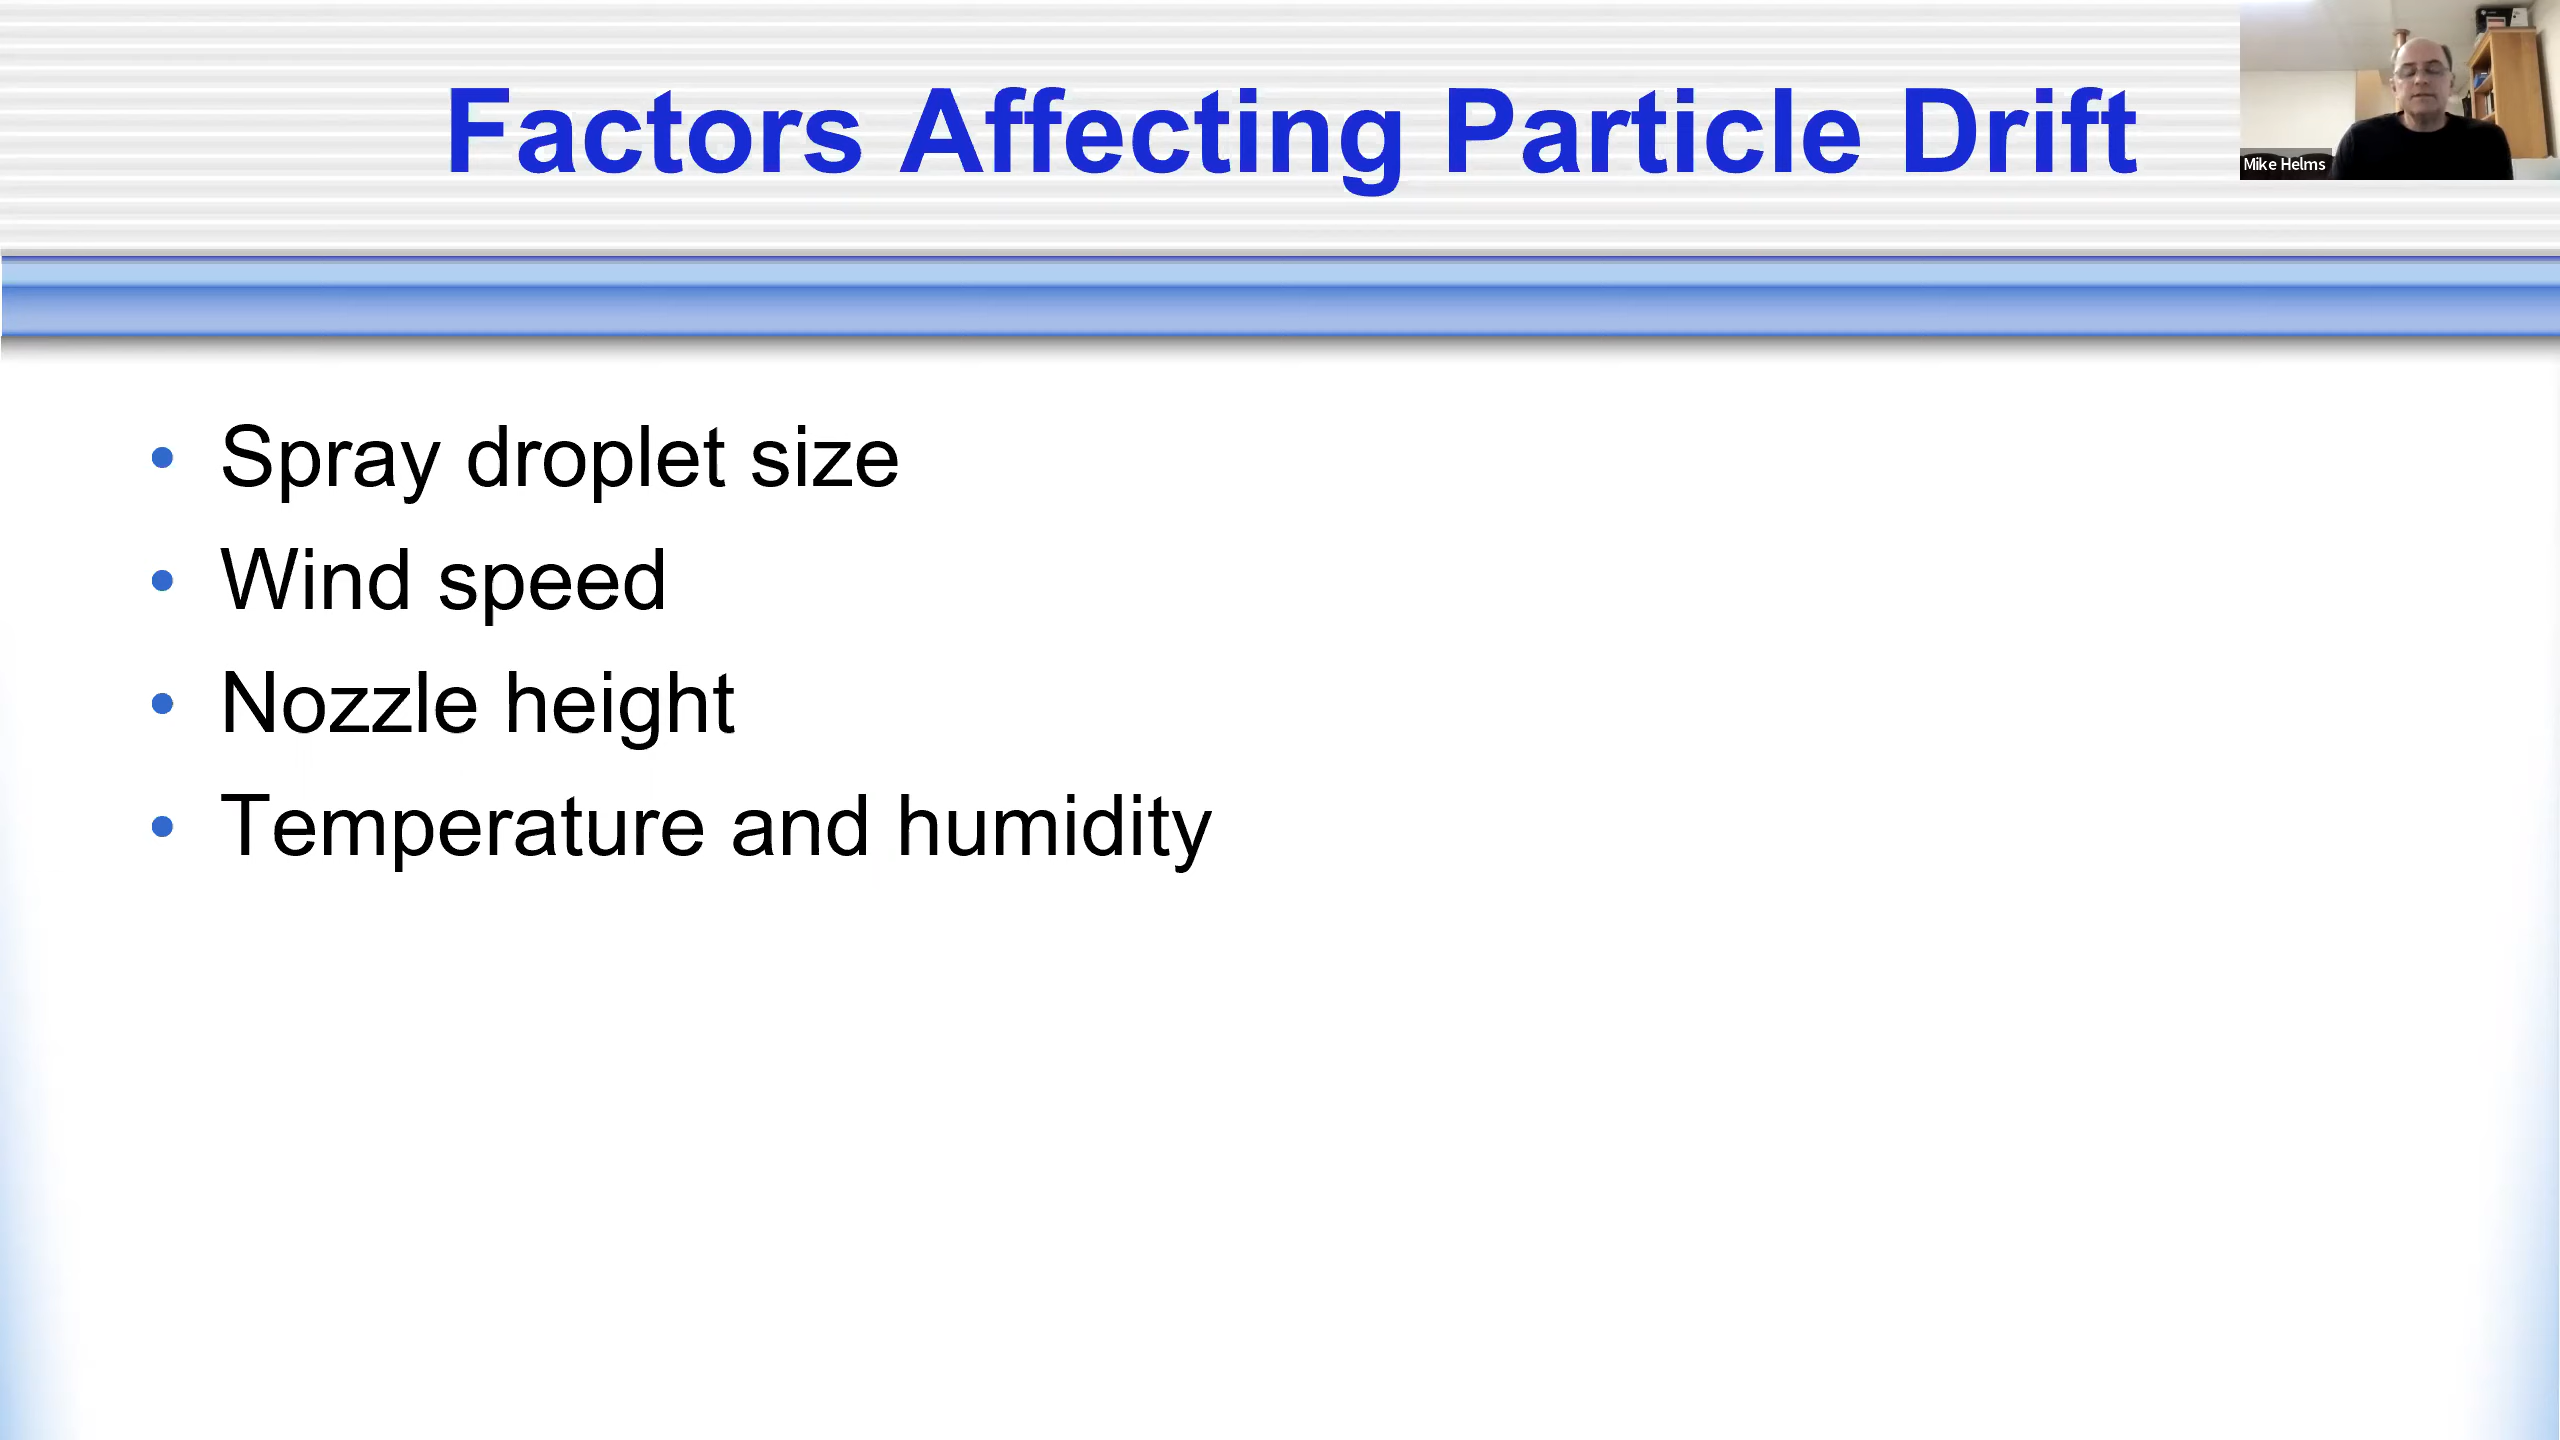 Factors Affecting Particle Drift
Mike Helms
• Spray droplet size
• Wind speed
• Nozzle height
• Temperature and humidity